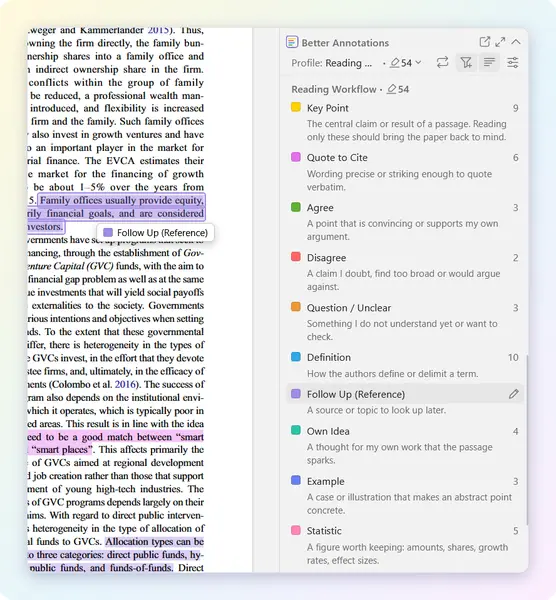 zweger and Kammerlander 2015). Thus,
owning the firm directly, the family bun-
nership shares into a family office and
n indirect ownership share in the firm.
conflicts within the group of family
be reduced, a professional wealth man-
introduced, and flexibility is increased
firm and the family. Such family offices
also invest in growth ventures and have
o an important player in the market for
rial finance. The EVCA estimates their
e market for the financing of growth
be about 1–5% over the years from
5. Family offices usually provide equity,
rily financial goals, and are considered
nvestors.
Follow Up (Reference)
vernments have set up programs that seek to
nancing, through the establishment of Gov-
enture Capital (GVC) funds, with the aim to
financial gap problem as well as at the same
ue investments that will yield social payoffs
externalities to the society. Governments
rious intentions and objectives when setting
nds. To the extent that these governmental
iffer, there is heterogeneity in the types of
e GVCs invest, in the effort that they devote
stee firms, and, ultimately, in the efficacy of
ments (Colombo et al. 2016). The success of
ram also depends on the institutional envi-
which it operates, which is typically poor in
ed areas. This result is in line with the idea
eed to be a good match between “smart
“smart places”. This affects primarily the
s of GVCs aimed at regional development
d job creation rather than those that support
ment of young high-tech industries. The
s of GVC programs depends largely on their
ims. With regard to direct public interven-
s heterogeneity in the type of allocation of
l funds to GVCs. Allocation types can be
to three categories: direct public funds, hy-
public funds, and funds-of-funds. Direct
Better Annotations
Profile: Reading ... • 54
Reading Workflow • 54
Key Point 9
The central claim or result of a passage. Reading
only these should bring the paper back to mind.
Quote to Cite 6
Wording precise or striking enough to quote
verbatim.
Agree 3
A point that is convincing or supports my own
argument.
Disagree 2
A claim I doubt, find too broad or would argue
against.
Question / Unclear 3
Something I do not understand yet or want to
check.
Definition 10
How the authors define or delimit a term.
Follow Up (Reference)
A source or topic to look up later.
Own Idea 4
A thought for my own work that the passage
sparks.
Example 3
A case or illustration that makes an abstract point
concrete.
Statistic 5
A figure worth keeping: amounts, shares, growth
rates, effect sizes.